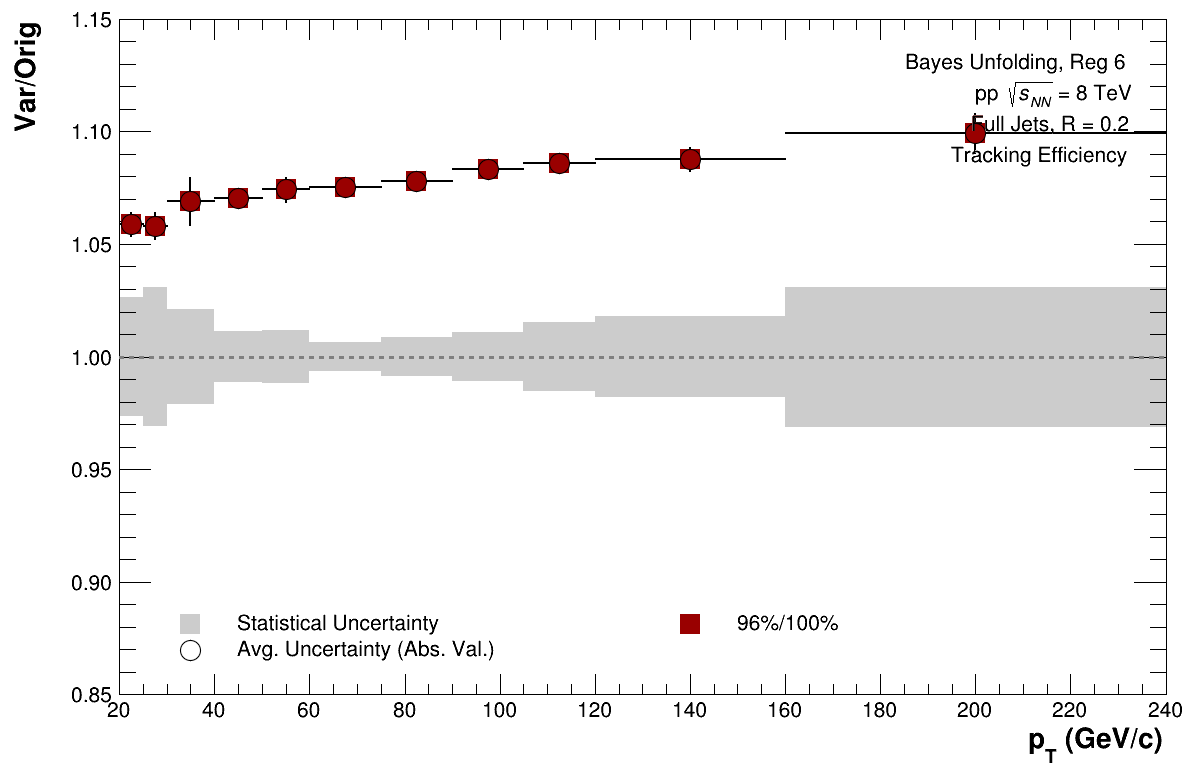 Var/Orig
1.15
1.10
1.05
1.00
0.95
0.90
0.85
Bayes Unfolding, Reg 6
pp √s_NN = 8 TeV
Full Jets, R = 0.2
Tracking Efficiency
Statistical Uncertainty
Avg. Uncertainty (Abs. Val.)
96%/100%
20 40 60 80 100 120 140 160 180 200 220 240
p_T (GeV/c)